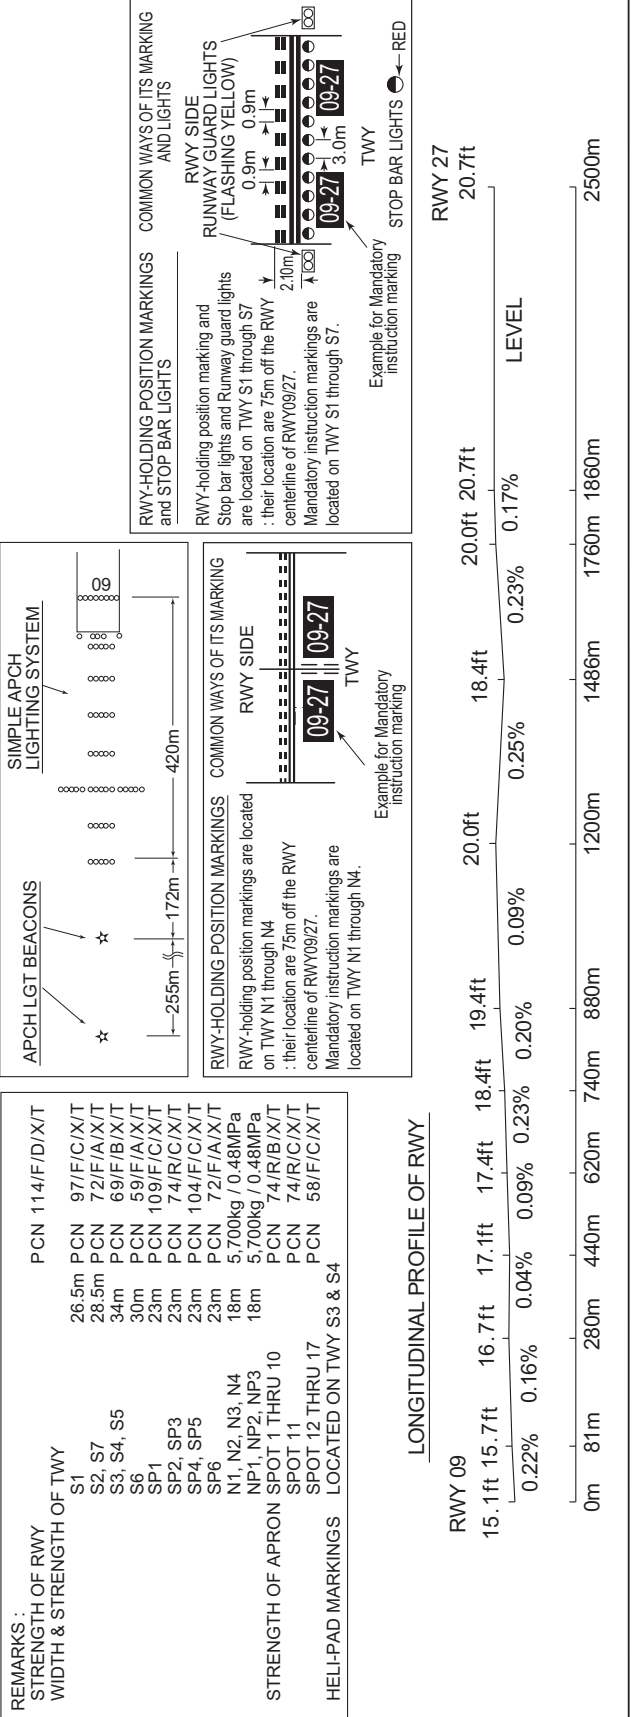 REMARKS :
STRENGTH OF RWY PCN 114/F/D/X/T
WIDTH & STRENGTH OF TWY
S1 26.5m PCN 97/F/C/X/T
S2, S7 28.5m PCN 72/F/A/X/T
S3, S4, S5 34m PCN 69/F/B/X/T
S6 30m PCN 59/F/A/X/T
SP1 23m PCN 109/F/C/X/T
SP2, SP3 23m PCN 74/R/C/X/T
SP4, SP5 23m PCN 104/F/C/X/T
SP6 23m PCN 72/F/A/X/T
N1, N2, N3, N4 18m 5,700kg / 0.48MPa
NP1, NP2, NP3 18m 5,700kg / 0.48MPa
STRENGTH OF APRON SPOT 1 THRU 10 PCN 74/R/B/X/T
SPOT 11 PCN 74/R/C/X/T
SPOT 12 THRU 17 PCN 58/F/C/X/T
HELI-PAD MARKINGS LOCATED ON TWY S3 & S4
APCH LGT BEACONS
SIMPLE APCH
LIGHTING SYSTEM
09
255m
172m
420m
RWY-HOLDING POSITION MARKINGS
RWY-holding position markings are located
on TWY N1 through N4
: their location are 75m off the RWY
centerline of RWY09/27.
Mandatory instruction markings are
located on TWY N1 through N4.
COMMON WAYS OF ITS MARKING
RWY SIDE
09-27 09-27
TWY
Example for Mandatory
instruction marking
RWY-HOLDING POSITION MARKINGS
and STOP BAR LIGHTS
RWY-holding position marking and
Stop bar lights and Runway guard lights
are located on TWY S1 through S7
: their location are 75m off the RWY
centerline of RWY09/27.
Mandatory instruction markings are
located on TWY S1 through S7.
COMMON WAYS OF ITS MARKING
AND LIGHTS
RWY SIDE
RUNWAY GUARD LIGHTS
(FLASHING YELLOW)
0.9m 0.9m
2.10m
09-27 09-27
3.0m
TWY
STOP BAR LIGHTS RED
Example for Mandatory
instruction marking
LONGITUDINAL PROFILE OF RWY
RWY 09 RWY 27
15.1ft 15.7ft 16.7ft 17.1ft 17.4ft 18.4ft 19.4ft 20.0ft 18.4ft 20.0ft 20.7ft 20.7ft
0.22% 0.16% 0.04% 0.09% 0.23% 0.20% 0.09% 0.25% 0.23% 0.17% LEVEL
0m 81m 280m 440m 620m 740m 880m 1200m 1486m 1760m 1860m 2500m